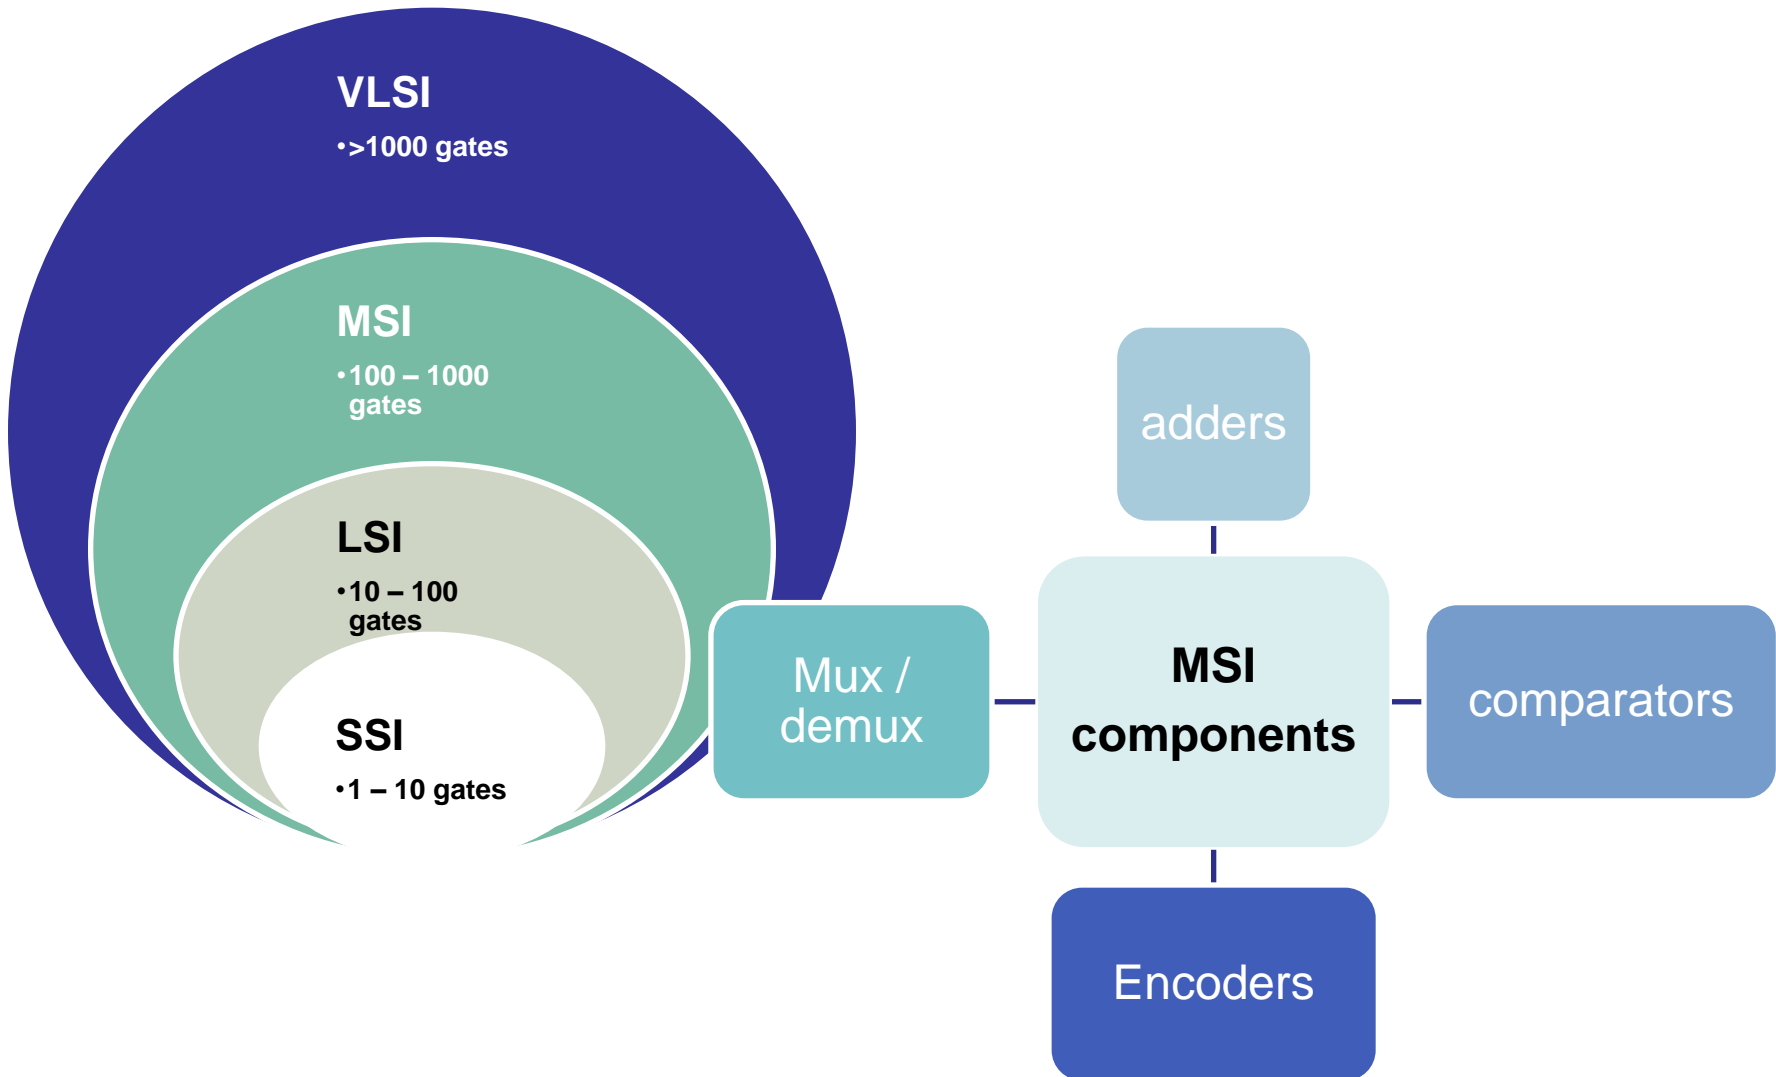 VLSI
•>1000 gates
MSI
•100 – 1000
gates
LSI
•10 – 100
gates
SSI
•1 – 10 gates
adders
Mux /
demux
MSI
components
comparators
Encoders